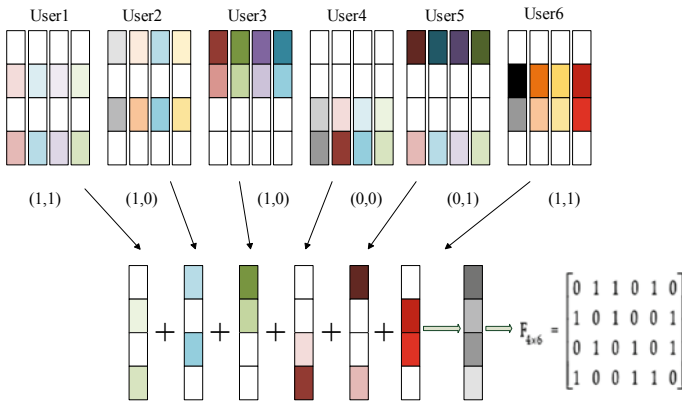 User1 User2 User3 User4 User5 User6
(1,1) (1,0) (1,0) (0,0) (0,1) (1,1)
+ + + + + F4×6 =
0 1 1 0 1 0
1 0 1 0 0 1
0 1 0 1 0 1
1 0 0 1 1 0